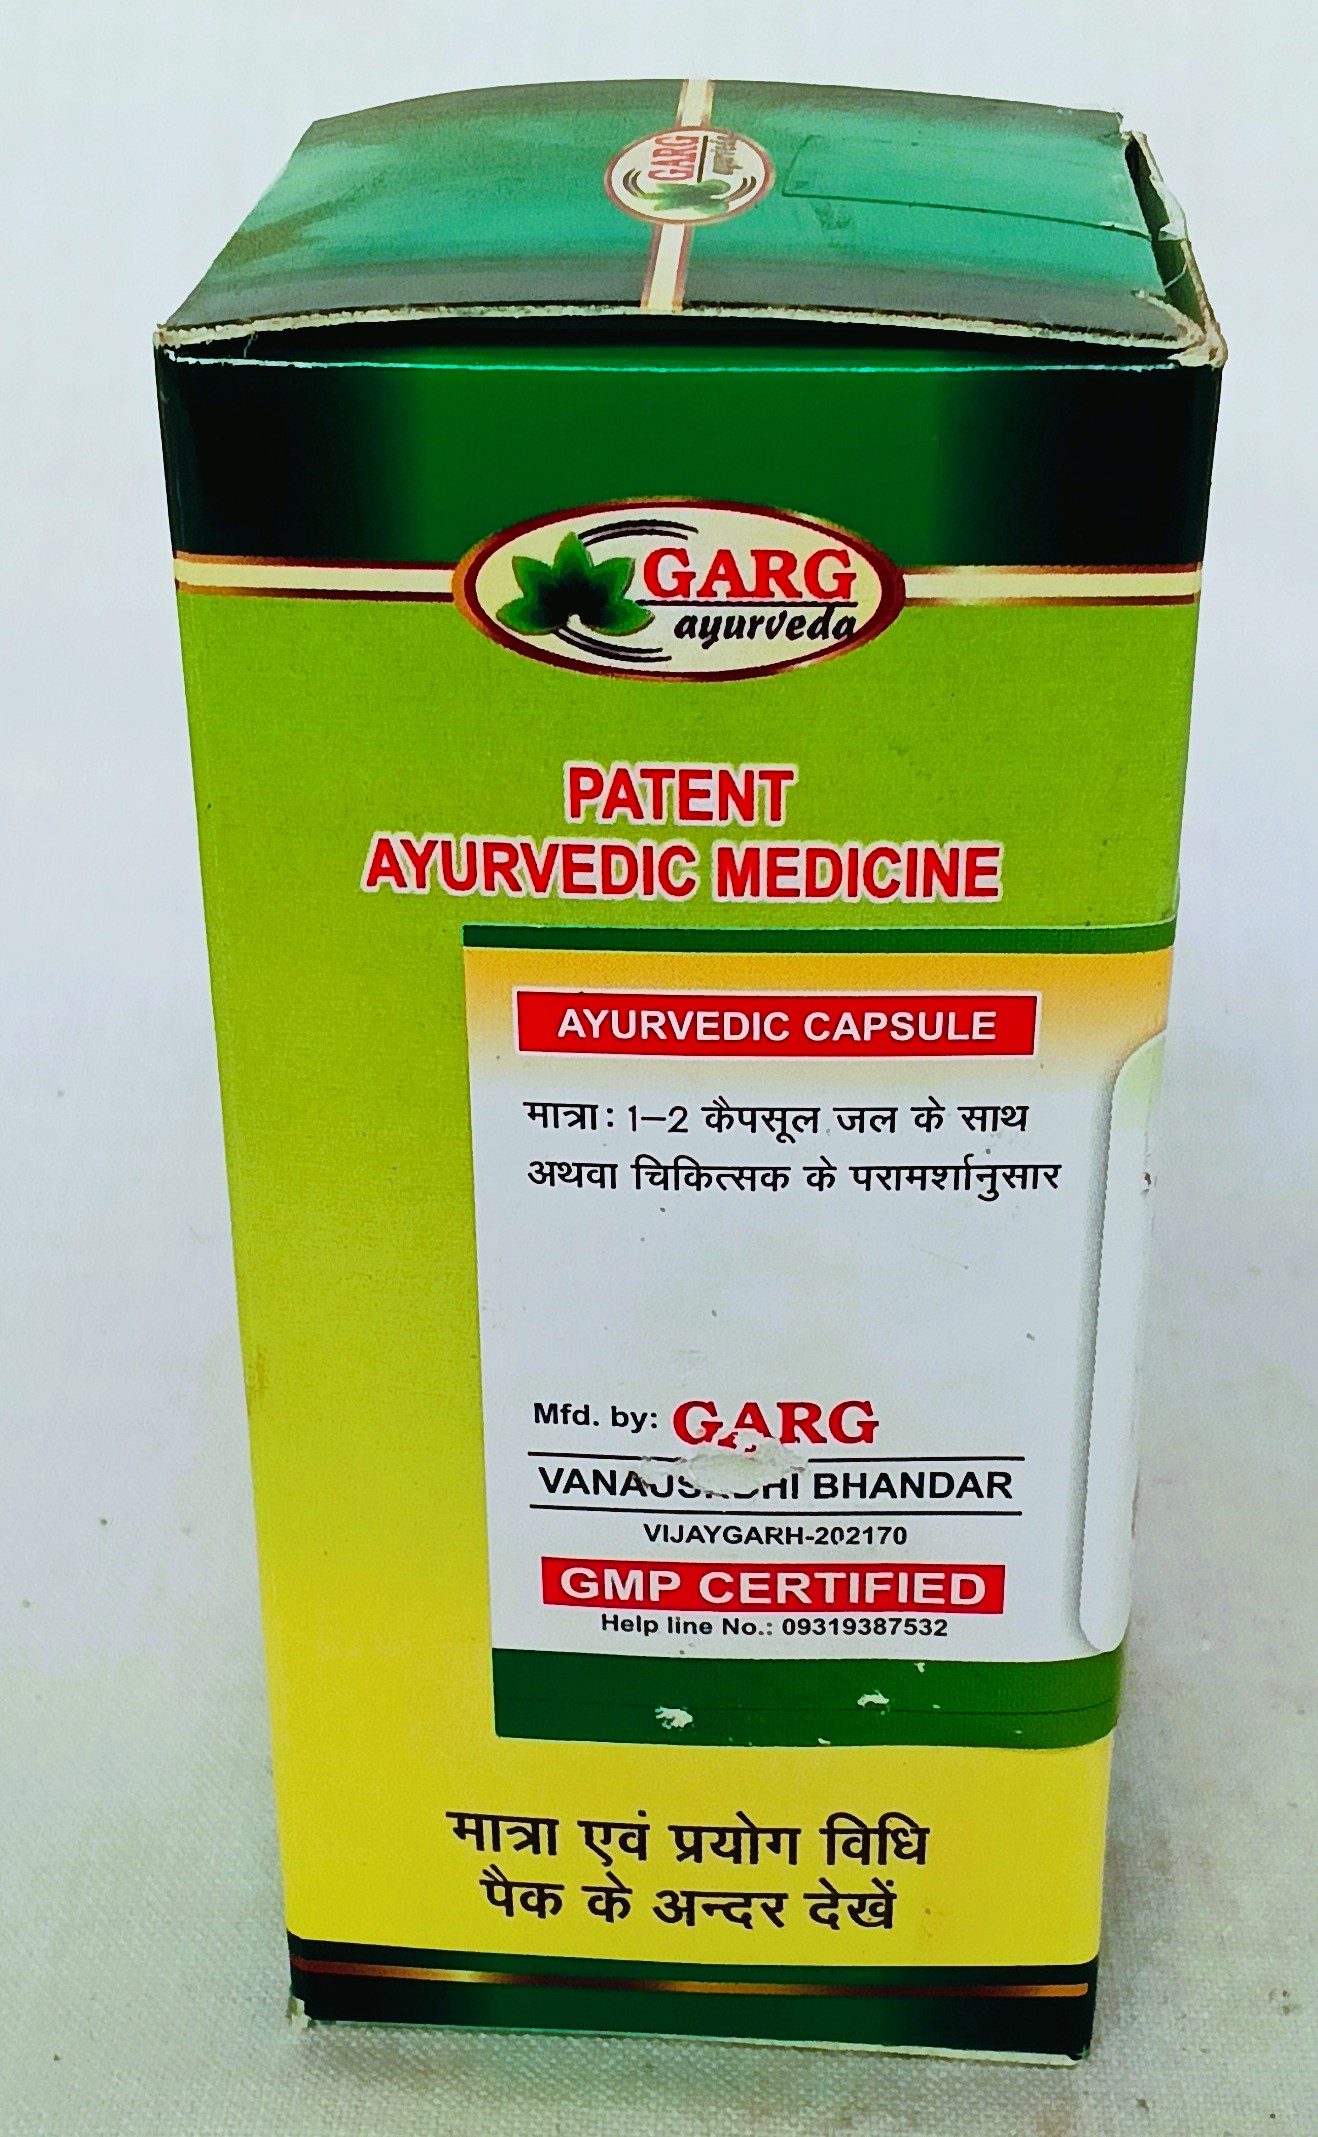 GARG
ayurveda
GARG
ayurveda
PATENT
AYURVEDIC MEDICINE
AYURVEDIC CAPSULE
मात्रा: 1–2 कैपसूल जल के साथ
अथवा चिकित्सक के परामर्शानुसार
Mfd. by: GARG
BHANDAR
VIJAYGARH-202170
GMP CERTIFIED
Help line No.: 09319387532
मात्रा एवं प्रयोग विधि
पैक के अन्दर देखें